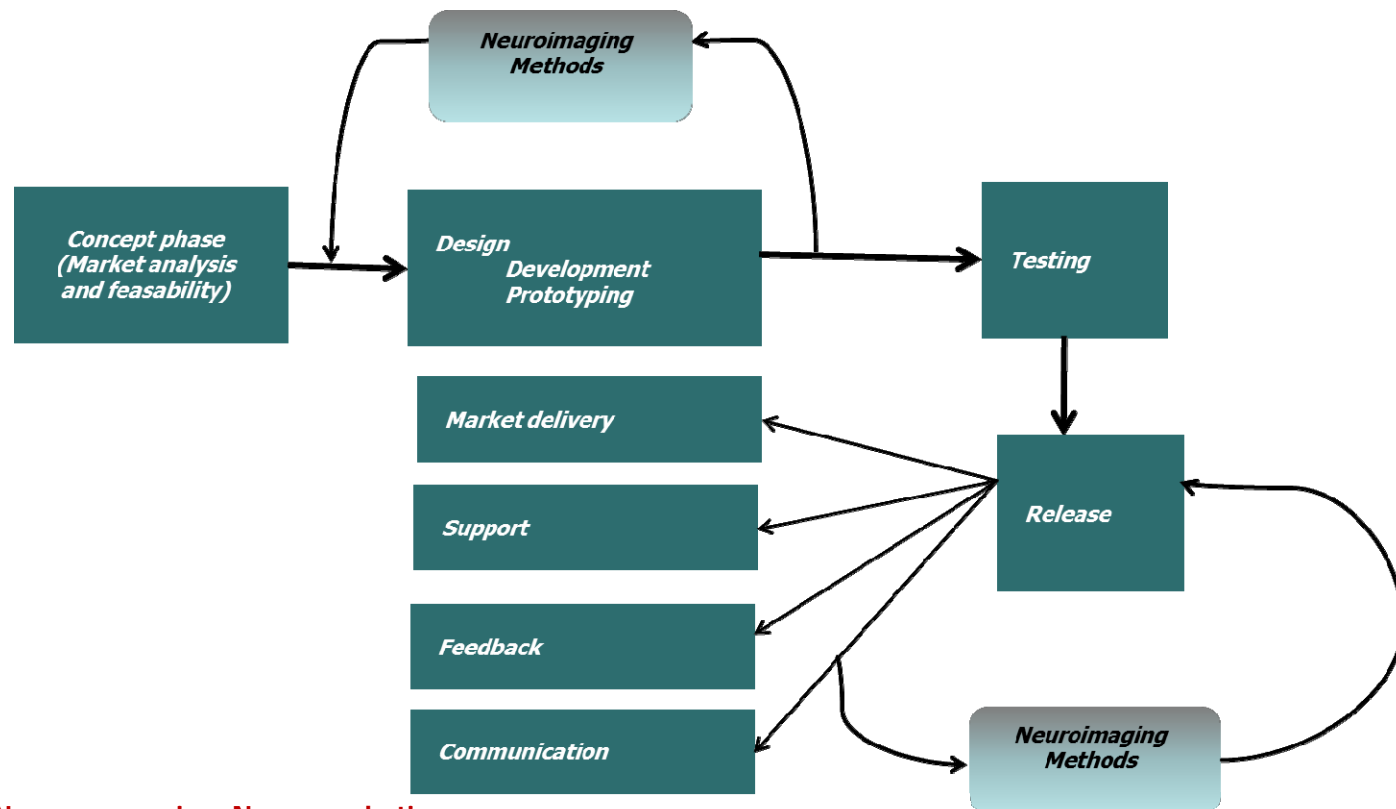 Neuroimaging
Methods
Concept phase
(Market analysis
and feasability)
Design
Development
Prototyping
Testing
Market delivery
Support
Release
Feedback
Communication
Neuroimaging
Methods